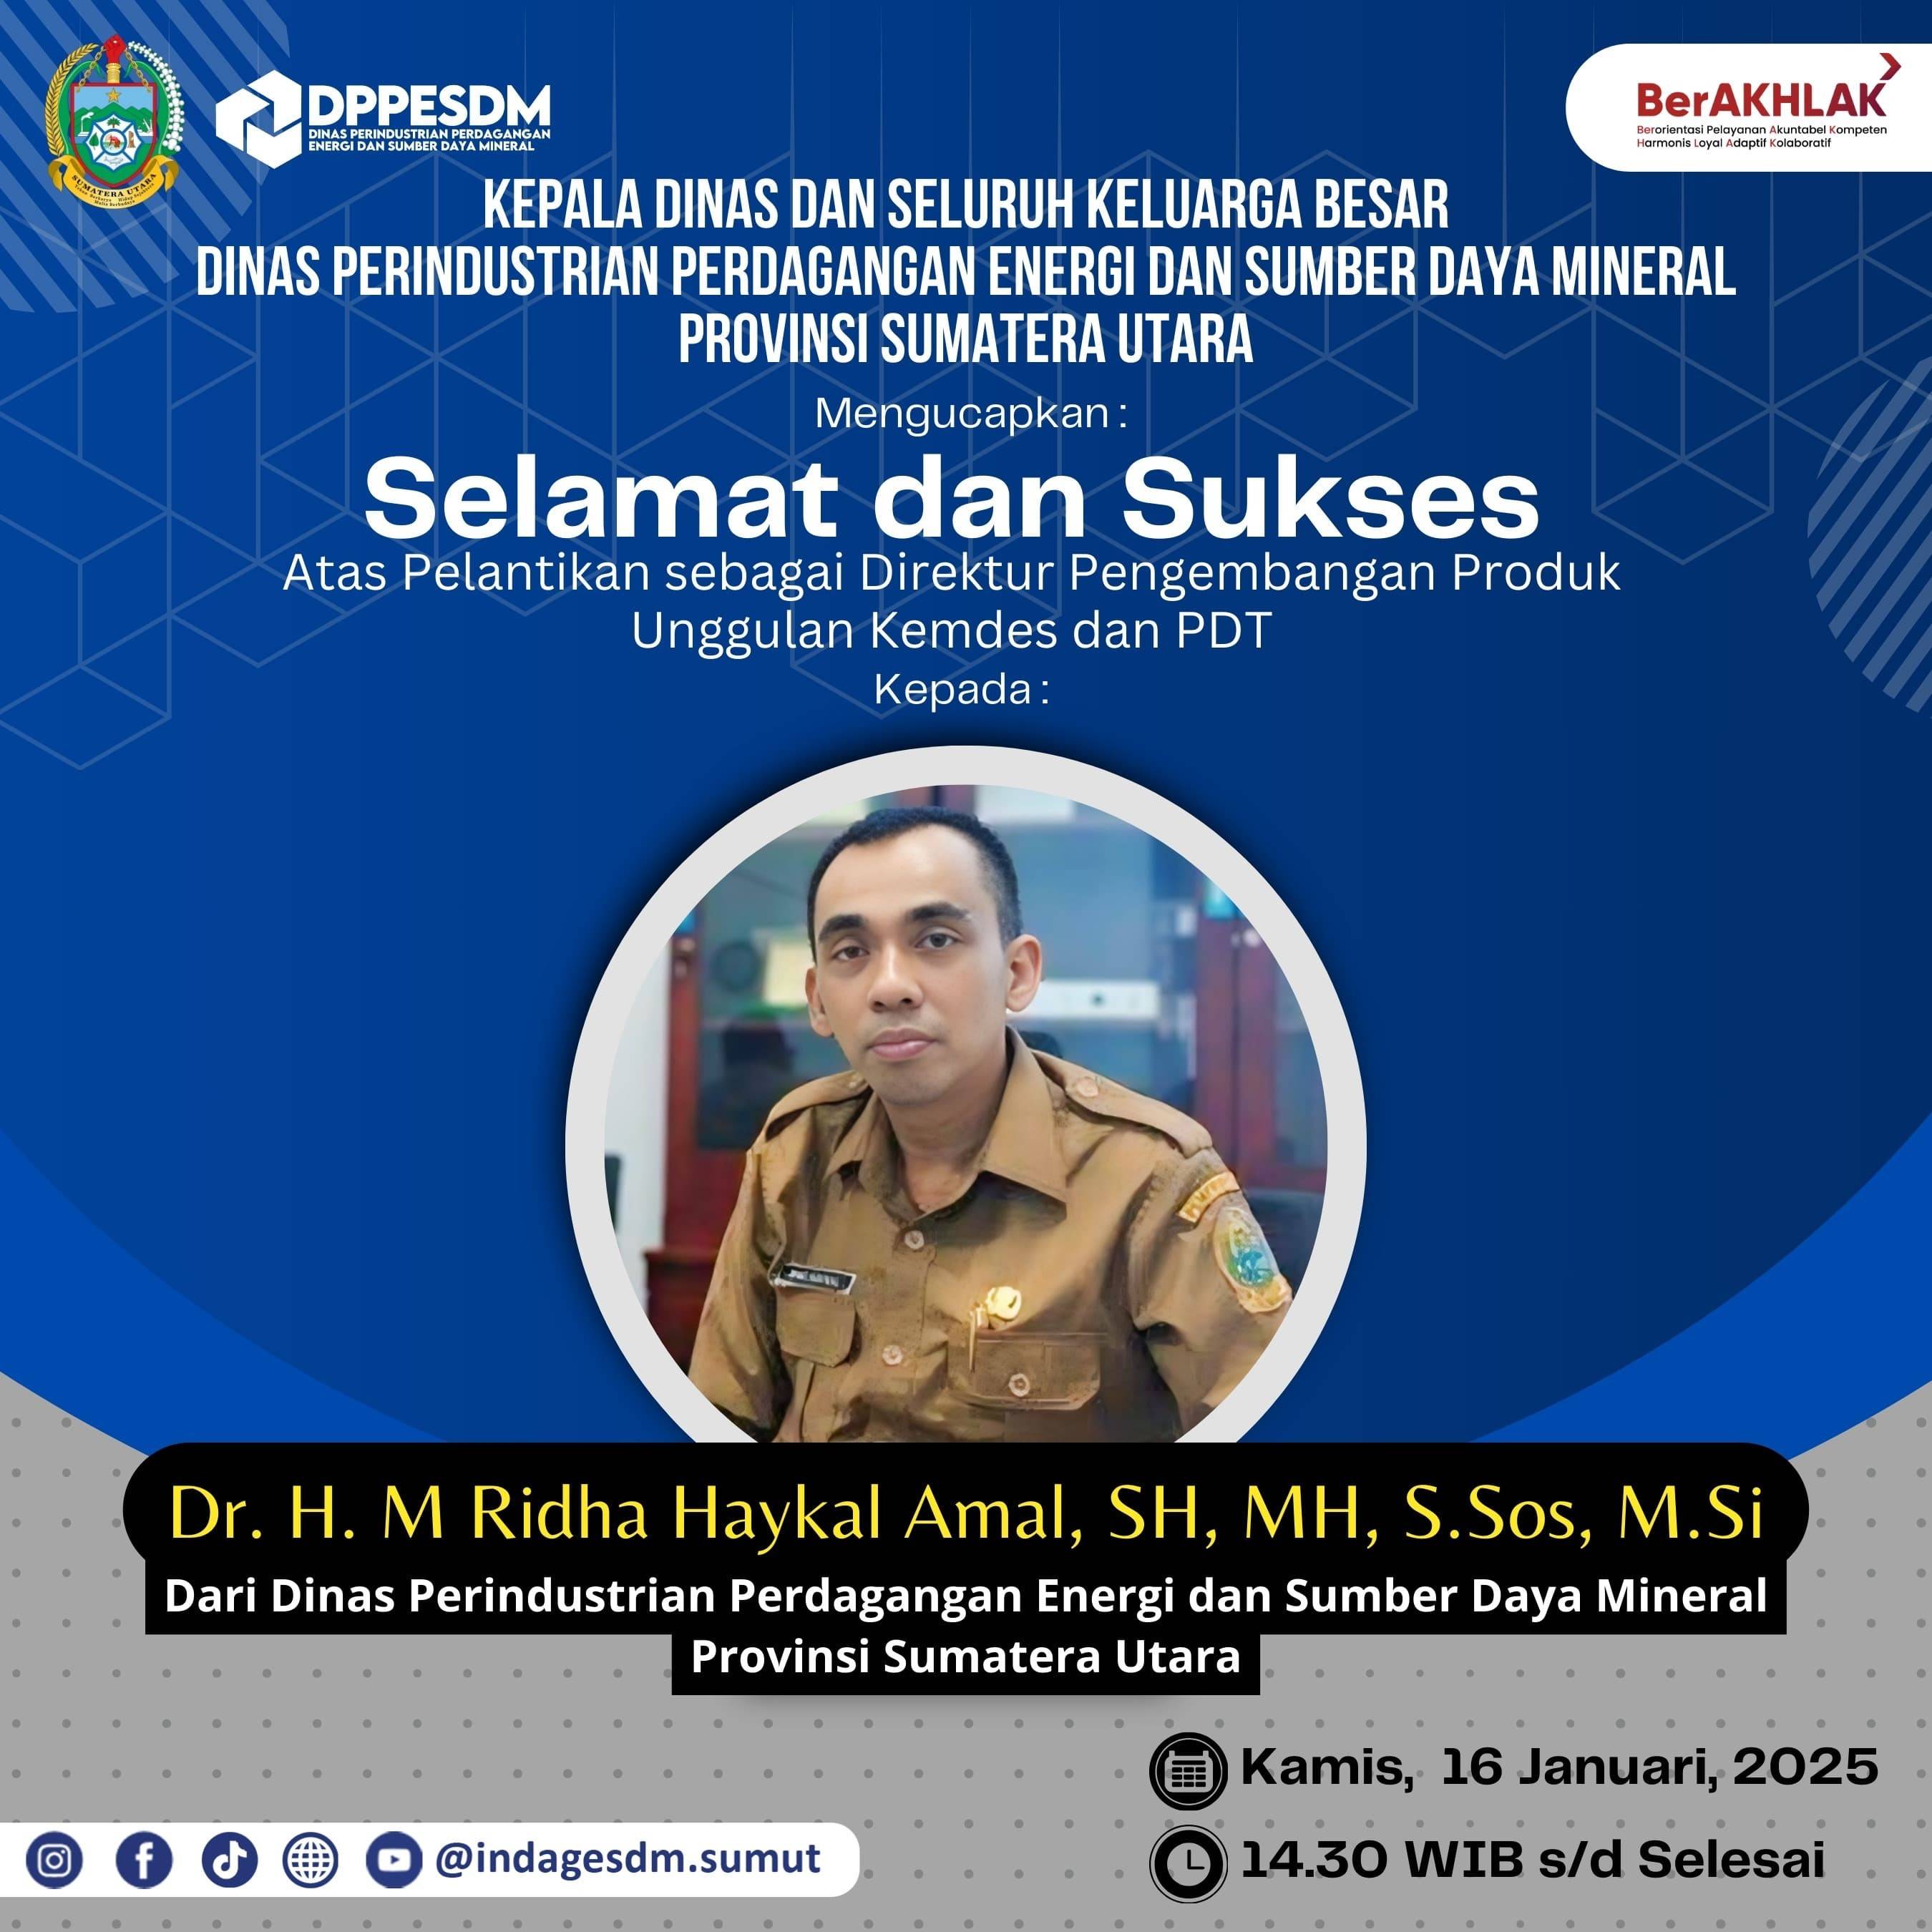 DPPESDM
DINAS PERINDUSTRIAN PERDAGANGAN
ENERGI DAN SUMBER DAYA MINERAL
SUMATERA UTARA
BerAKHLAK
Berorientasi Pelayanan Akuntabel Kompeten
Harmonis Loyal Adaptif Kolaboratif
KEPALA DINAS DAN SELURUH KELUARGA BESAR
DINAS PERINDUSTRIAN PERDAGANGAN ENERGI DAN SUMBER DAYA MINERAL
PROVINSI SUMATERA UTARA
Mengucapkan :
Selamat dan Sukses
Atas Pelantikan sebagai Direktur Pengembangan Produk
Unggulan Kemdes dan PDT
Kepada :
Dr. H. M Ridha Haykal Amal, SH, MH, S.Sos, M.Si
Dari Dinas Perindustrian Perdagangan Energi dan Sumber Daya Mineral
Provinsi Sumatera Utara
Kamis, 16 Januari, 2025
14.30 WIB s/d Selesai
@indagesdm.sumut